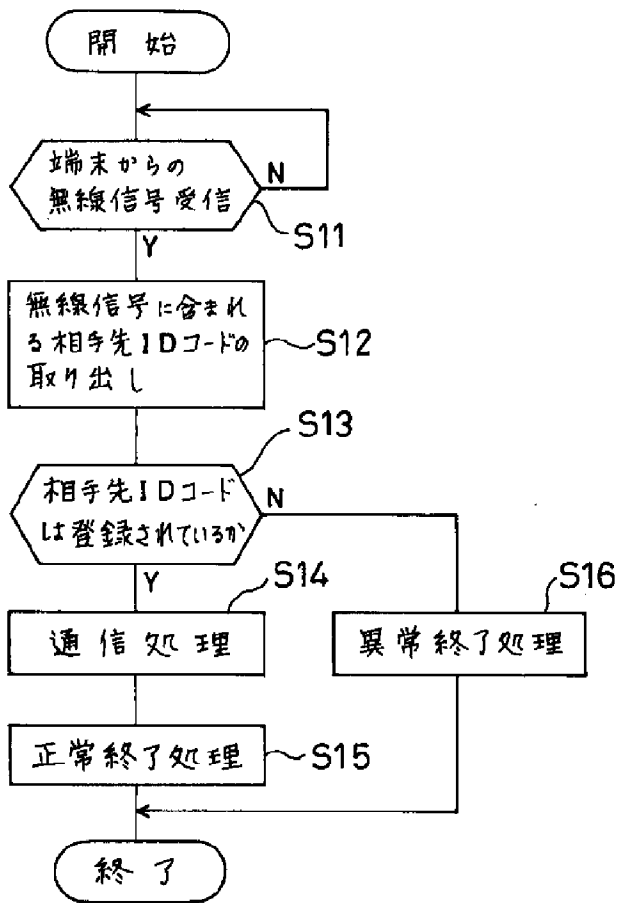 開始
端末からの
N
無線信号受信
S11
Y
無線信号に含まれ
る相手先IDコードの
S12
取り出し
S13
相手先IDコード
N
は登録されているか
Y
S14
S16
通信処理
異常終了処理
正常終了処理
S15
終了